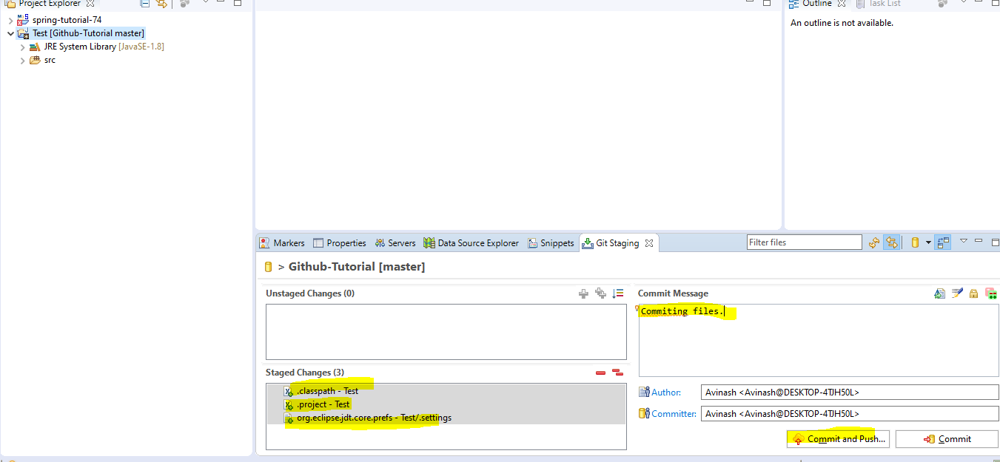 Project Explorer
Outline
Task List
spring-tutorial-74
Test [Github-Tutorial master]
JRE System Library [JavaSE-1.8]
src
An outline is not available.
Markers
Properties
Servers
Data Source Explorer
Snippets
Git Staging
Filter files
> Github-Tutorial [master]
Unstaged Changes (0)
Commit Message
Commiting files.
Staged Changes (3)
.classpath - Test
.project - Test
org.eclipse.jdt.core.prefs - Test/.settings
Author:
Avinash <Avinash@DESKTOP-4TJH50L>
Committer:
Avinash <Avinash@DESKTOP-4TJH50L>
Commit and Push...
Commit